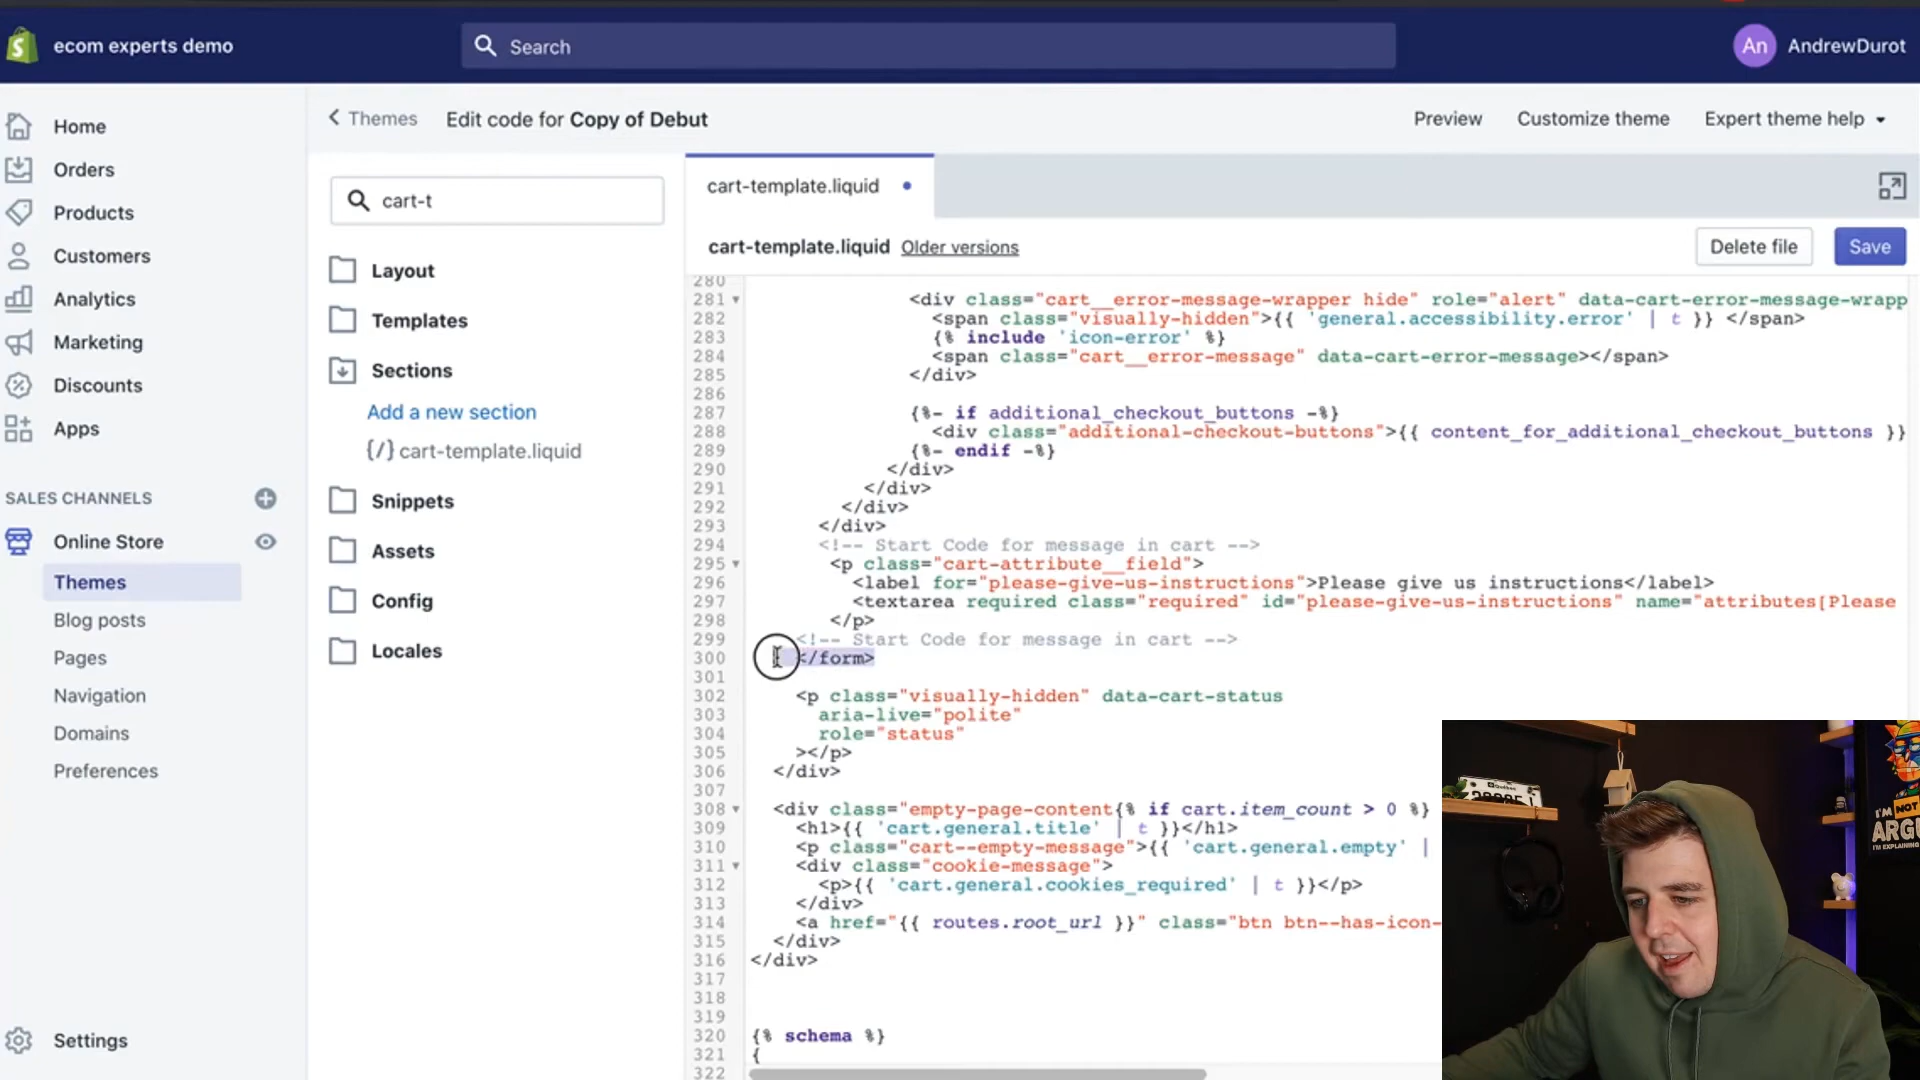 ecom experts demo
Search
An
AndrewDurot
Home
Orders
Products
Customers
Analytics
Marketing
Discounts
Apps
SALES CHANNELS
Online Store
Themes
Blog posts
Pages
Navigation
Domains
Preferences
Settings
Themes
Edit code for Copy of Debut
Preview
Customize theme
Expert theme help
cart-t
Layout
Templates
Sections
Add a new section
{/} cart-template.liquid
Snippets
Assets
Config
Locales
cart-template.liquid
cart-template.liquid Older versions
Delete file
Save
280
281 <div class="cart__error-message-wrapper hide" role="alert" data-cart-error-message-wrapp
282 <span class="visually-hidden">{{ 'general.accessibility.error' | t }} </span>
283 {% include 'icon-error' %}
284 <span class="cart__error-message" data-cart-error-message></span>
285 </div>
286
287 {%- if additional_checkout_buttons -%}
288 <div class="additional-checkout-buttons">{{ content_for_additional_checkout_buttons }}
289 {%- endif -%}
290 </div>
291 </div>
292 </div>
293 </div>
294 <!-- Start Code for message in cart -->
295 <p class="cart-attribute__field">
296 <label for="please-give-us-instructions">Please give us instructions</label>
297 <textarea required class="required" id="please-give-us-instructions" name="attributes[Please
298 </p>
299 <!-- Start Code for message in cart -->
300 </form>
301
302 <p class="visually-hidden" data-cart-status
303 aria-live="polite"
304 role="status"
305 ></p>
306 </div>
307
308 <div class="empty-page-content{% if cart.item_count > 0 %}
309 <h1>{{ 'cart.general.title' | t }}</h1>
310 <p class="cart--empty-message">{{ 'cart.general.empty' |
311 <div class="cookie-message">
312 <p>{{ 'cart.general.cookies_required' | t }}</p>
313 </div>
314 <a href="{{ routes.root_url }}" class="btn btn--has-icon-
315 </div>
316 </div>
317
318
319
320 {% schema %}
321 {
322
I'M NOT
ARGU
I'M EXPLAINING